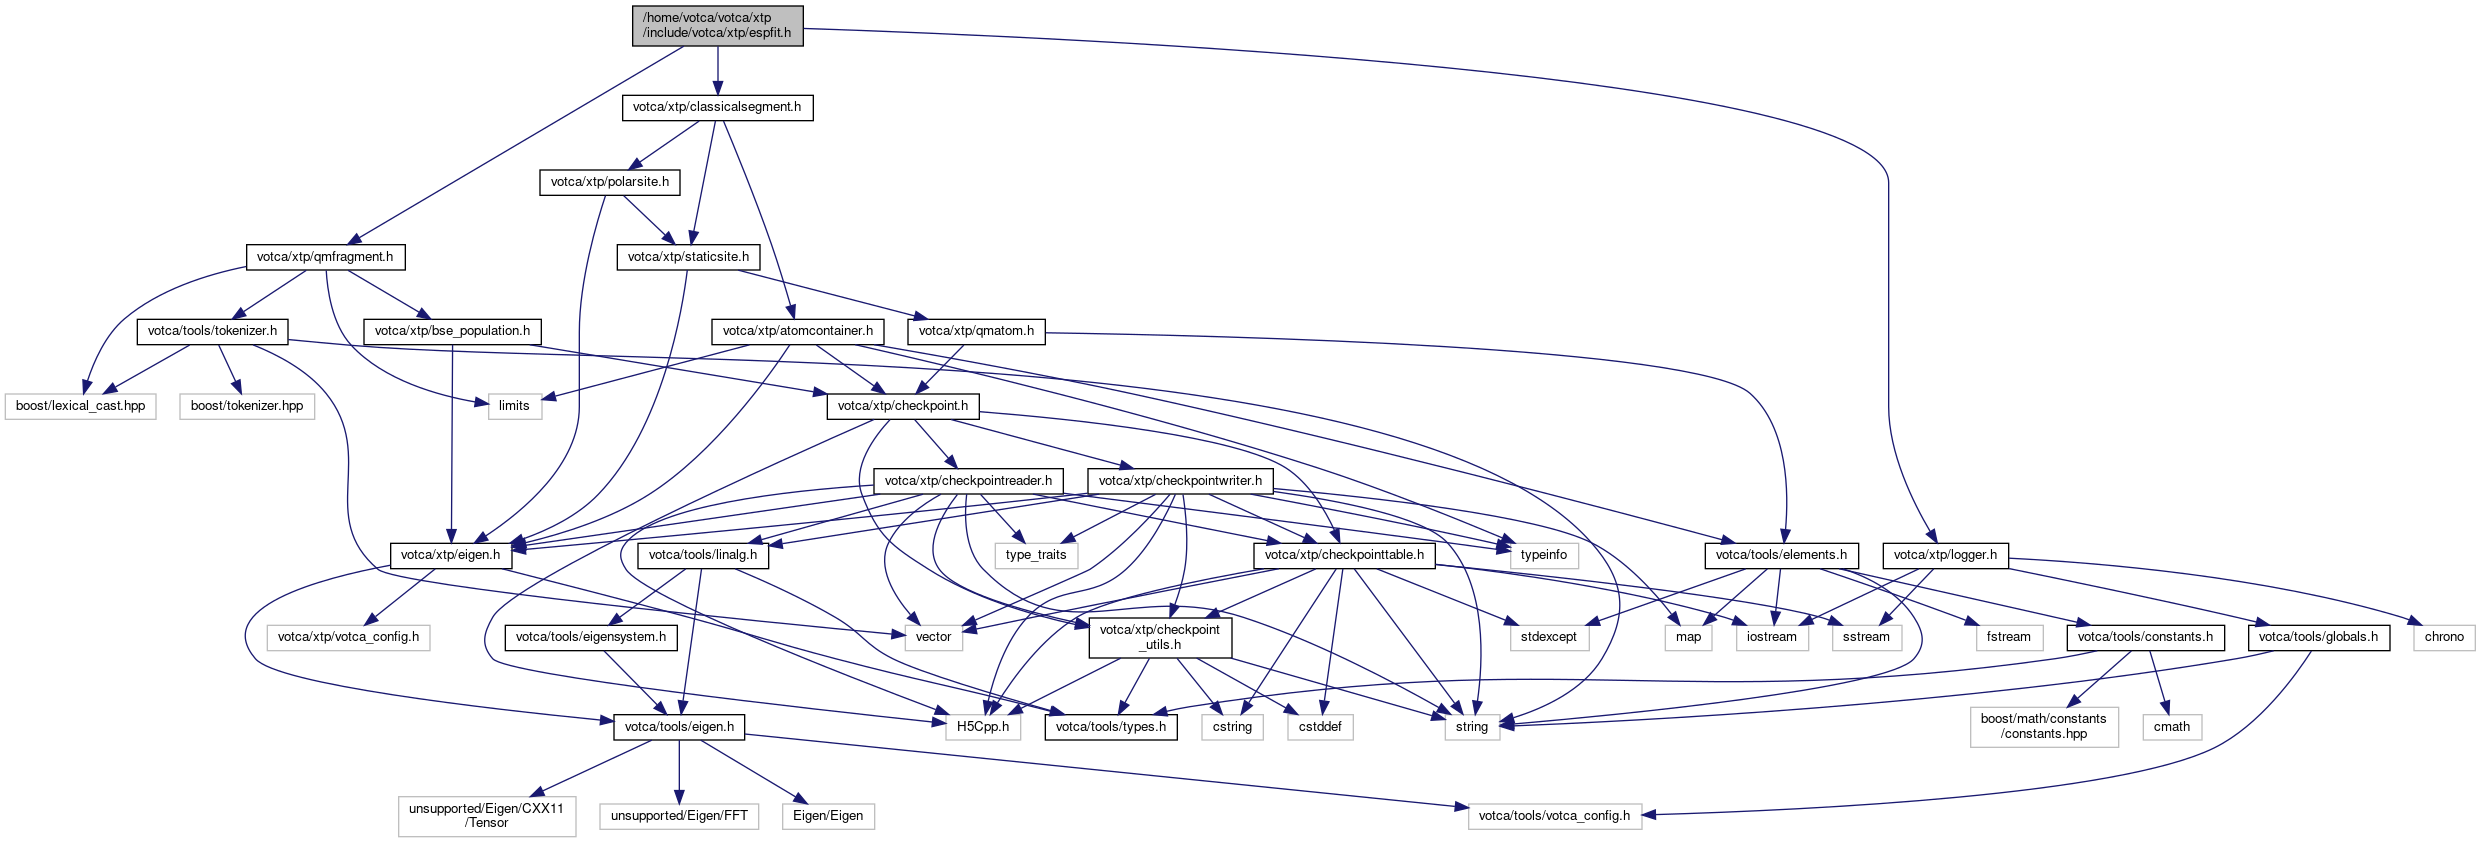 /home/votca/votca/xtp
/include/votca/xtp/espfit.h
votca/xtp/classicalsegment.h
votca/xtp/polarsite.h
votca/xtp/qmfragment.h
votca/xtp/staticsite.h
votca/tools/tokenizer.h
votca/xtp/bse_population.h
votca/xtp/atomcontainer.h
votca/xtp/qmatom.h
boost/lexical_cast.hpp
boost/tokenizer.hpp
limits
votca/xtp/checkpoint.h
votca/xtp/checkpointreader.h
votca/xtp/checkpointwriter.h
votca/xtp/eigen.h
votca/tools/linalg.h
type_traits
votca/xtp/checkpointtable.h
typeinfo
votca/tools/elements.h
votca/xtp/logger.h
votca/xtp/votca_config.h
votca/tools/eigensystem.h
vector
votca/xtp/checkpoint
_utils.h
stdexcept
map
iostream
sstream
fstream
votca/tools/constants.h
votca/tools/globals.h
chrono
votca/tools/eigen.h
H5Cpp.h
votca/tools/types.h
cstring
cstddef
string
boost/math/constants
/constants.hpp
cmath
unsupported/Eigen/CXX11
/Tensor
unsupported/Eigen/FFT
Eigen/Eigen
votca/tools/votca_config.h